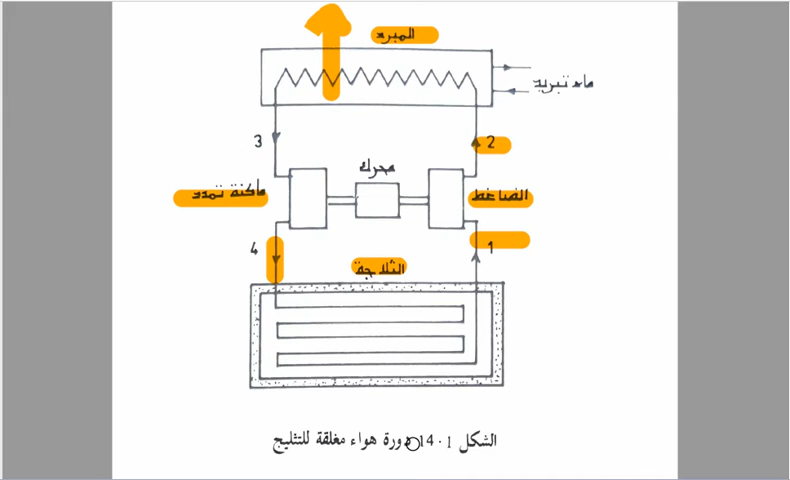 المبرد
ماء تبريد
3
2
محرك
ماكنة تمدد
الضاغط
4
1
الثلاجة
الشكل 14.1 دورة هواء مغلقة للتثليج